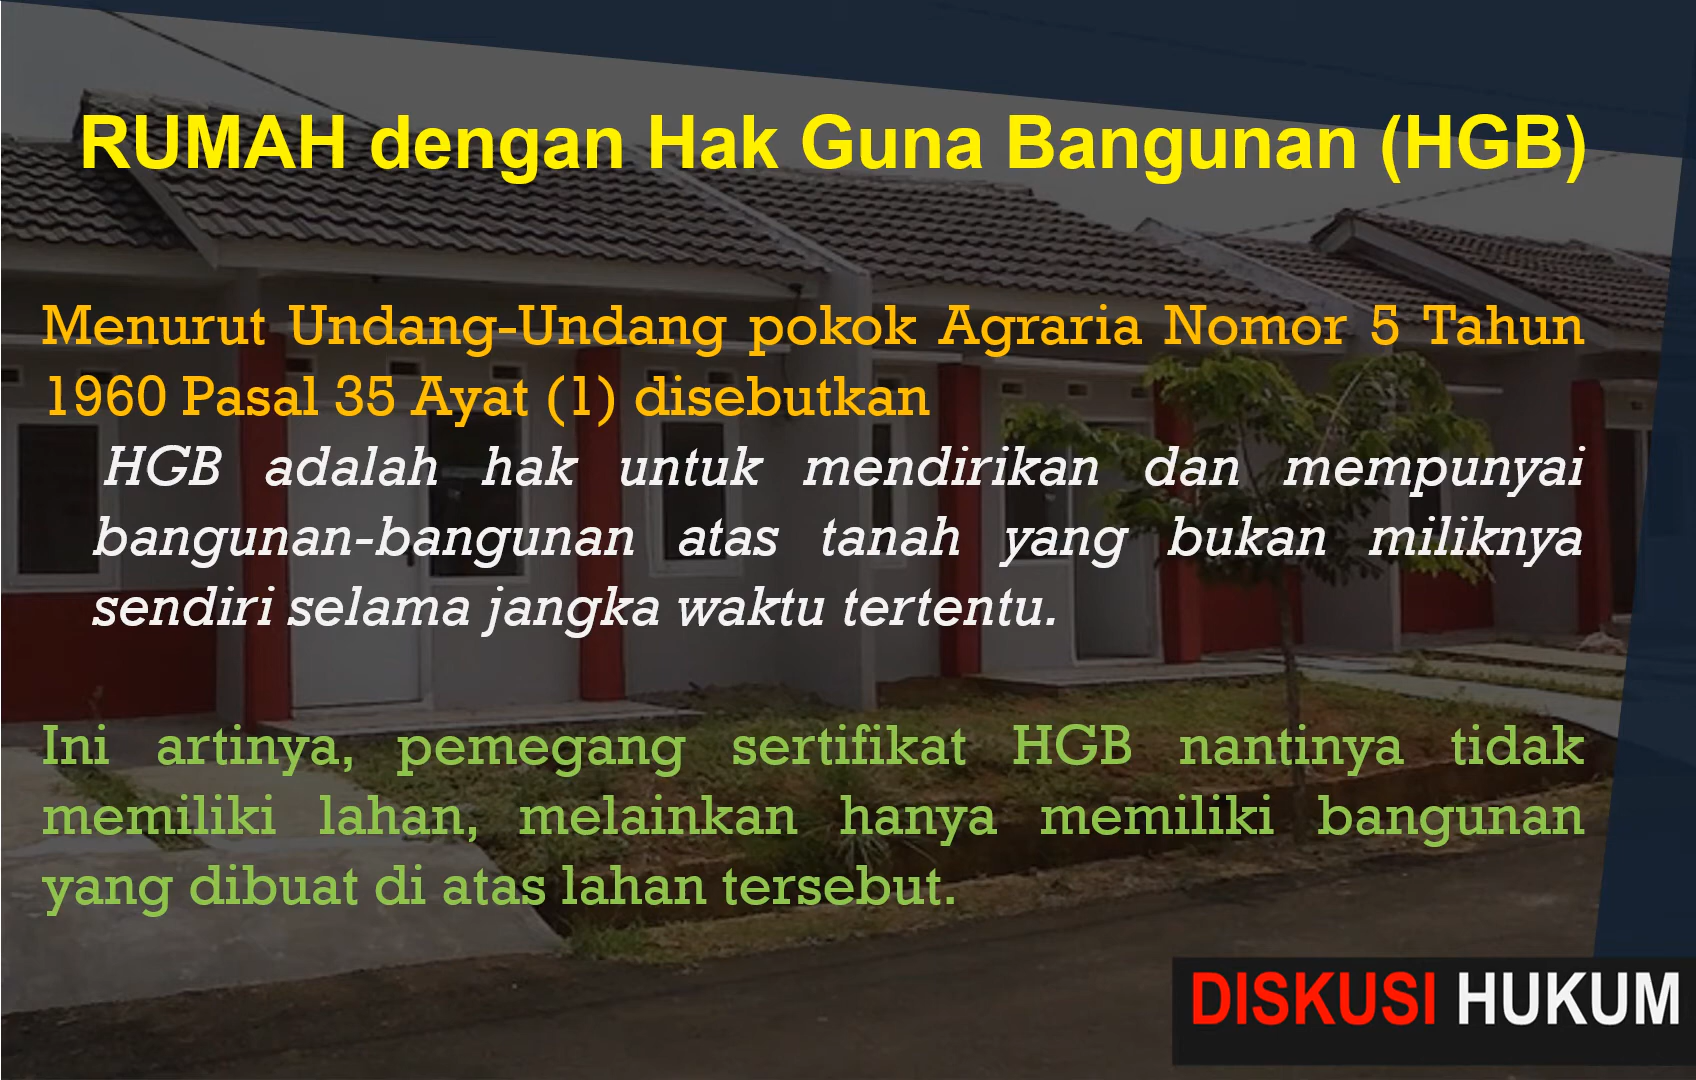 RUMAH dengan Hak Guna Bangunan (HGB)
Menurut Undang-Undang pokok Agraria Nomor 5 Tahun
1960 Pasal 35 Ayat (1) disebutkan
HGB adalah hak untuk mendirikan dan mempunyai
bangunan-bangunan atas tanah yang bukan miliknya
sendiri selama jangka waktu tertentu.
Ini artinya, pemegang sertifikat HGB nantinya tidak
memiliki lahan, melainkan hanya memiliki bangunan
yang dibuat di atas lahan tersebut.
DISKUSI HUKUM